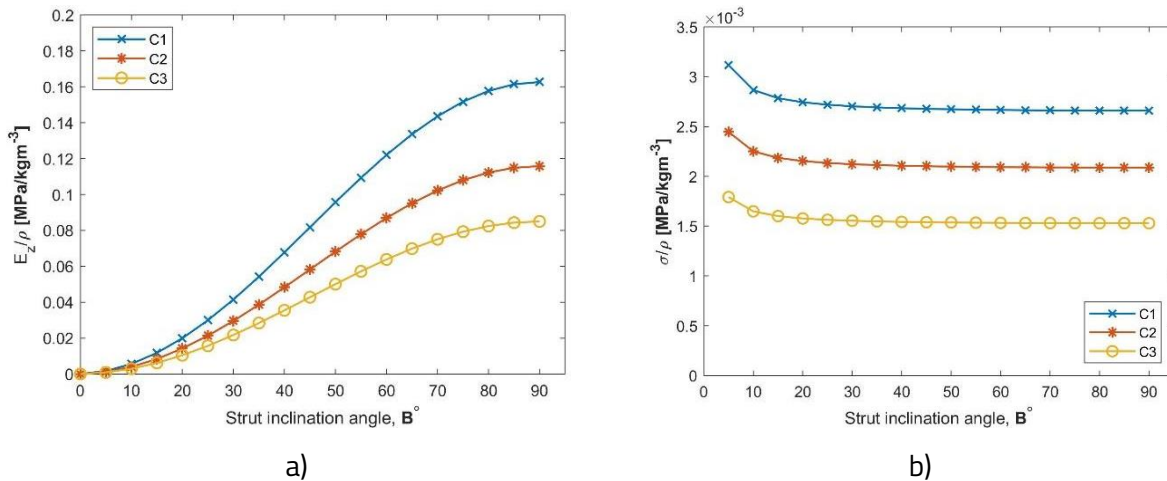 0.2
0.18
0.16
0.14
0.12
0.1
0.08
0.06
0.04
0.02
0
E_z/ρ [MPa/kgm⁻³]
C1
C2
C3
0 10 20 30 40 50 60 70 80 90
Strut inclination angle, B°
a)
×10⁻³
3.5
3
2.5
2
1.5
1
0.5
0
σ/ρ [MPa/kgm⁻³]
C1
C2
C3
0 10 20 30 40 50 60 70 80 90
Strut inclination angle, B°
b)